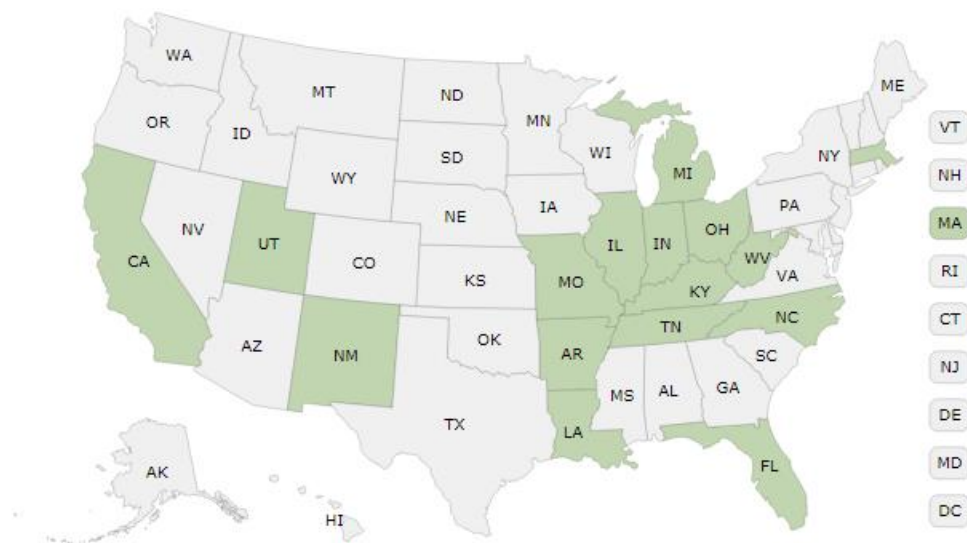 WA
MT
ND
MN
ME
OR
ID
SD
WI
NY
VT
WY
MI
NH
NE
IA
PA
NV
UT
IL
IN
OH
MA
CA
CO
KS
MO
WV
VA
RI
KY
AZ
NM
OK
TN
NC
CT
AR
SC
MS
AL
GA
NJ
TX
LA
DE
AK
FL
MD
HI
DC